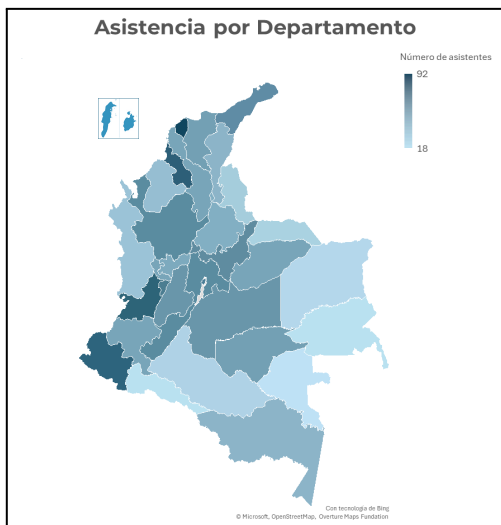 Asistencia por Departamento
Número de asistentes
92
18
Con tecnología de Bing
© Microsoft, OpenStreetMap, Overture Maps Fundation